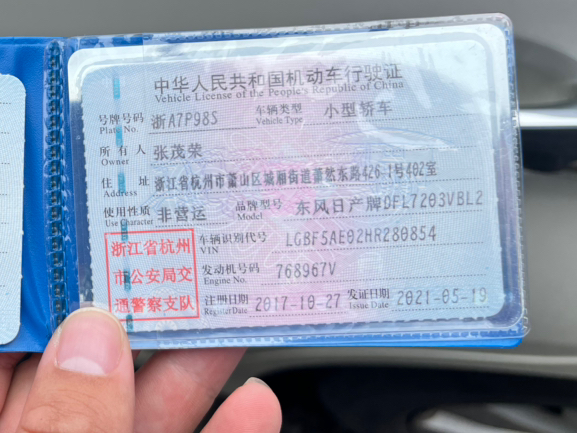 中华人民共和国机动车行驶证
Vehicle License of the People's Republic of China
号牌号码 浙A7P98S 车辆类型 小型轿车
Plate No. Vehicle Type
所有人 张茂荣
Owner
住址 浙江省杭州市萧山区城厢街道萧然东路426-1号402室
Address
使用性质 非营运 品牌型号 东风日产牌DFL7203VBL2
Use Character Model
浙江省杭州
市公安局交
通警察支队
车辆识别代号 LGBF5AE02HR280854
VIN
发动机号码 768967V
Engine No.
注册日期 2017-10-27 发证日期 2021-05-19
Register Date Issue Date